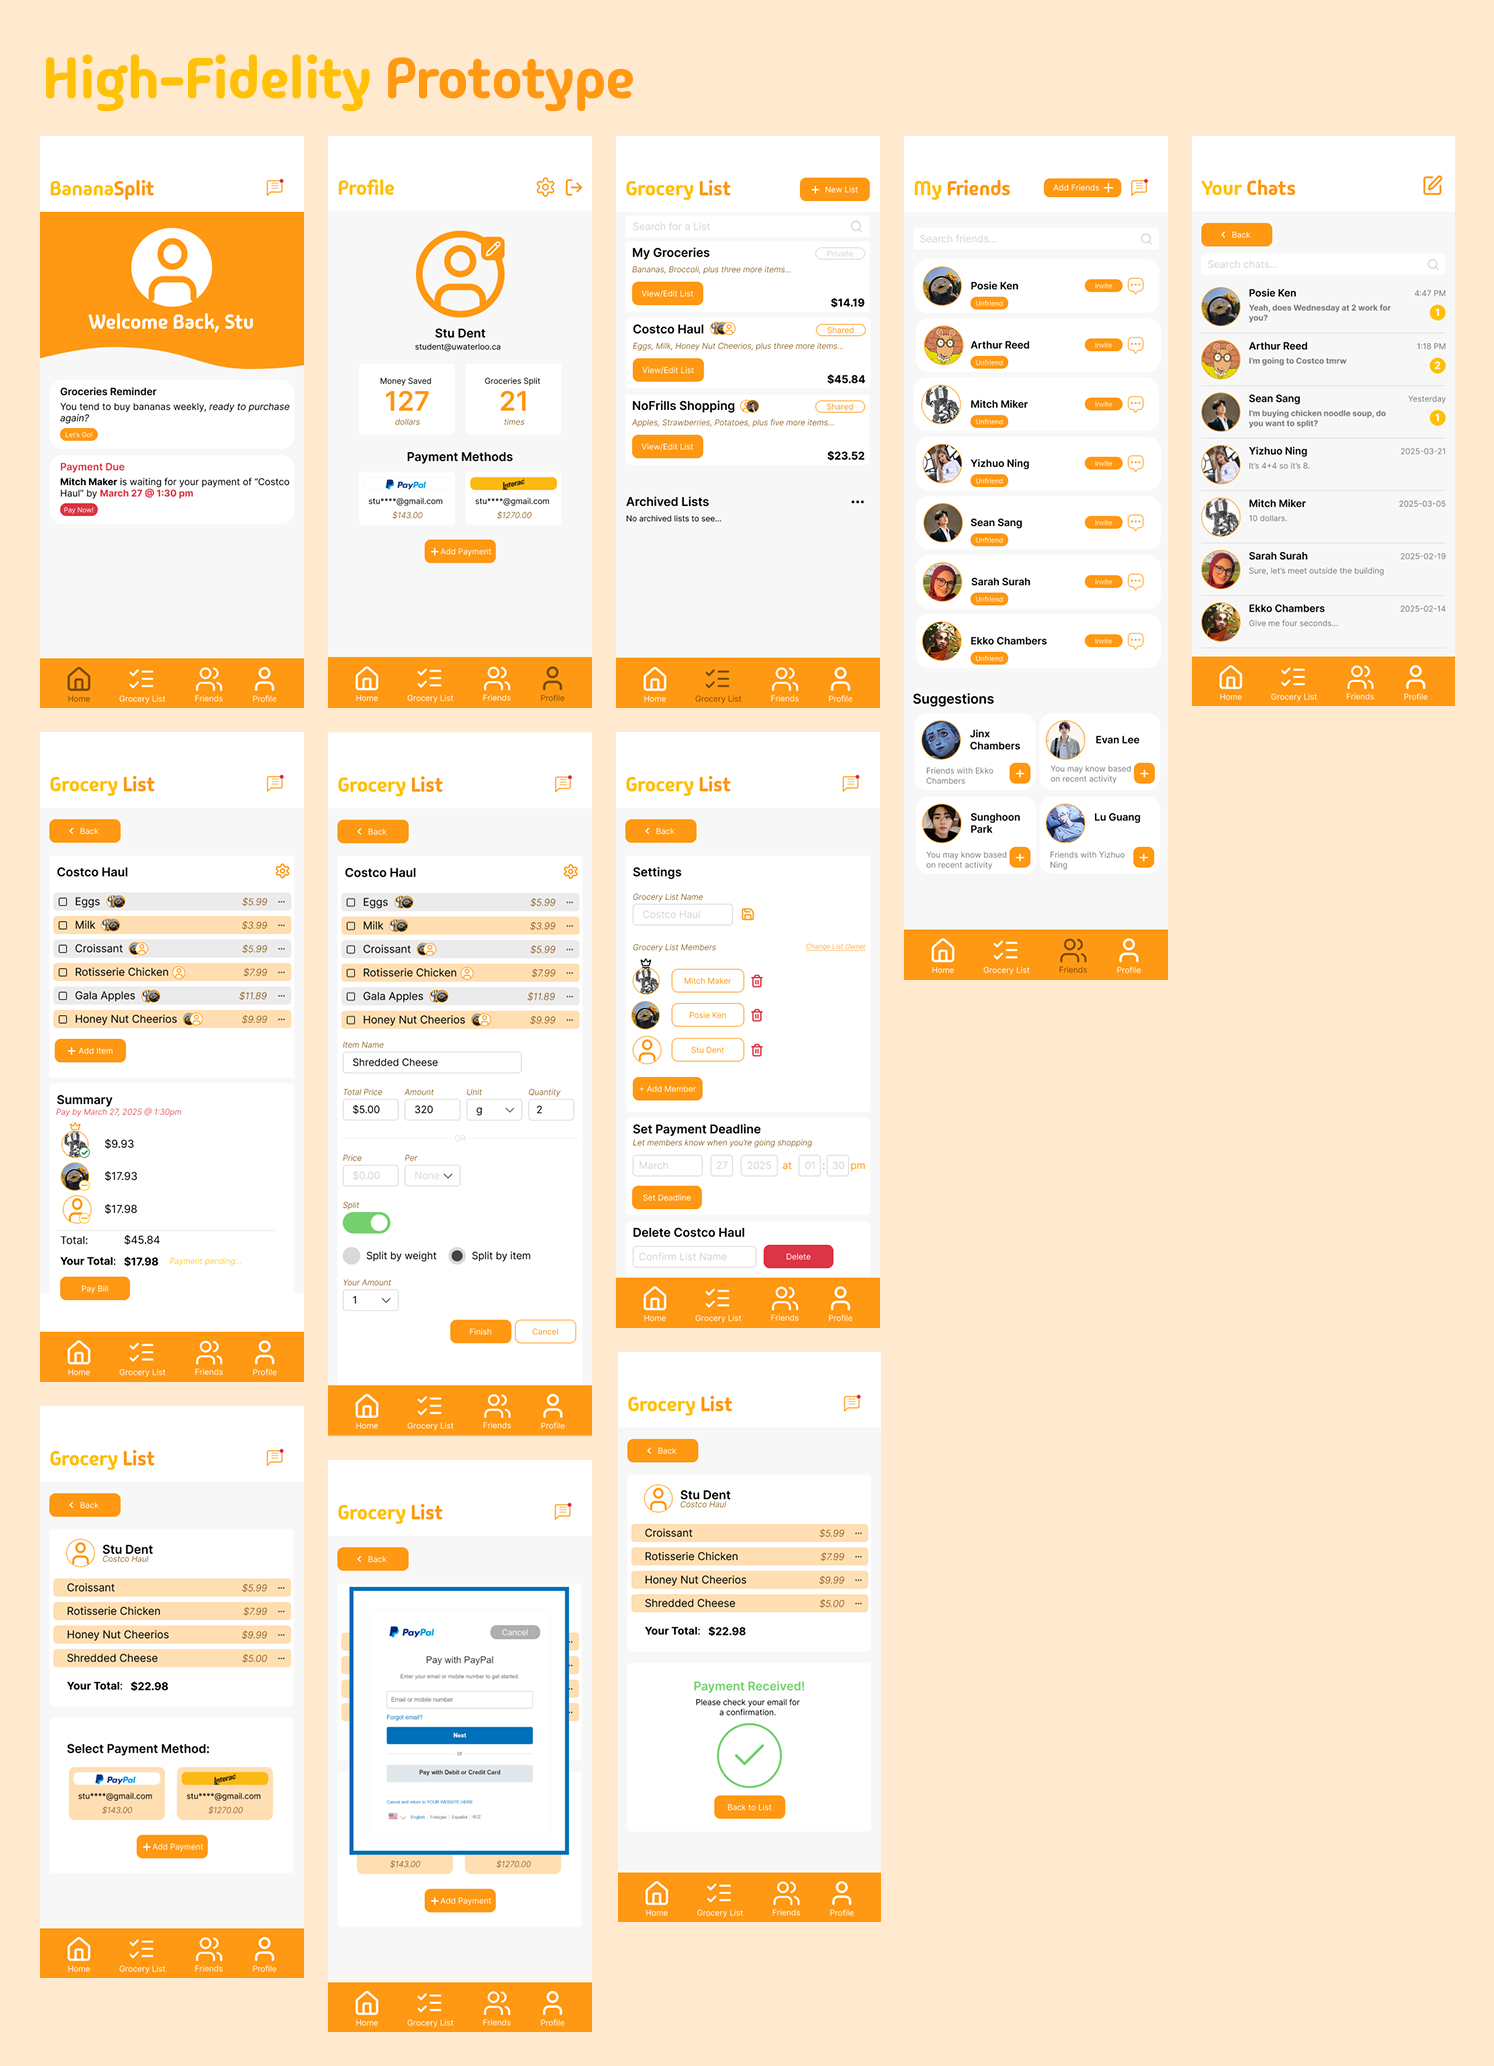 High-Fidelity Prototype
BananaSplit
Welcome Back, Stu
Groceries Reminder
You tend to buy bananas weekly, ready to purchase
again?
Let's Go!
Payment Due
Mitch Maker is waiting for your payment of "Costco
Haul" by March 27 @ 1:30 pm
Pay Now!
Home Grocery List Friends Profile
Profile
Stu Dent
student@uwaterloo.ca
Money Saved
127
dollars
Groceries Split
21
times
Payment Methods
PayPal
stu****@gmail.com
$143.00
Interac
stu****@gmail.com
$1270.00
+ Add Payment
Home Grocery List Friends Profile
Grocery List
+ New List
Search for a List
My Groceries
Private
Bananas, Broccoli, plus three more items...
View/Edit List
$14.19
Costco Haul
Shared
Eggs, Milk, Honey Nut Cheerios, plus three more items...
View/Edit List
$45.84
NoFrills Shopping
Shared
Apples, Strawberries, Potatoes, plus five more items...
View/Edit List
$23.52
Archived Lists
No archived lists to see...
Home Grocery List Friends Profile
My Friends
Add Friends +
Search friends...
Posie Ken
Unfriend
Invite
Arthur Reed
Unfriend
Invite
Mitch Miker
Unfriend
Invite
Yizhuo Ning
Unfriend
Invite
Sean Sang
Unfriend
Invite
Sarah Surah
Unfriend
Invite
Ekko Chambers
Unfriend
Invite
Suggestions
Jinx
Chambers
Friends with Ekko
Chambers
Evan Lee
You may know based
on recent activity
Sunghoon
Park
You may know based
on recent activity
Lu Guang
Friends with Yizhuo
Ning
Home Grocery List Friends Profile
Your Chats
< Back
Search chats...
Posie Ken
4:47 PM
Yeah, does Wednesday at 2 work for
you?
1
Arthur Reed
1:18 PM
I'm going to Costco tmrw
2
Sean Sang
Yesterday
I'm buying chicken noodle soup, do
you want to split?
1
Yizhuo Ning
2025-03-21
It's 4+4 so it's 8.
Mitch Miker
2025-03-05
10 dollars.
Sarah Surah
2025-02-19
Sure, let's meet outside the building
Ekko Chambers
2025-02-14
Give me four seconds...
Home Grocery List Friends Profile
Grocery List
< Back
Costco Haul
Eggs $5.99
Milk $3.99
Croissant $5.99
Rotisserie Chicken $7.99
Gala Apples $11.89
Honey Nut Cheerios $9.99
+ Add Item
Summary
Pay by March 27, 2025 @ 1:30pm
$9.93
$17.93
$17.98
Total: $45.84
Your Total: $17.98 Payment pending...
Pay Bill
Home Grocery List Friends Profile
Grocery List
< Back
Costco Haul
Eggs $5.99
Milk $3.99
Croissant $5.99
Rotisserie Chicken $7.99
Gala Apples $11.89
Honey Nut Cheerios $9.99
Item Name
Shredded Cheese
Total Price Amount Unit Quantity
$5.00 320 g 2
OR
Price Per
$0.00 None
Split
Split by weight Split by item
Your Amount
1
Finish Cancel
Home Grocery List Friends Profile
Grocery List
< Back
Settings
Grocery List Name
Costco Haul
Grocery List Members Change List Owner
Mitch Maker
Posie Ken
Stu Dent
+ Add Member
Set Payment Deadline
Let members know when you're going shopping
March 27 2025 at 01 : 30 pm
Set Deadline
Delete Costco Haul
Confirm List Name Delete
Home Grocery List Friends Profile
Grocery List
< Back
Stu Dent
Costco Haul
Croissant $5.99
Rotisserie Chicken $7.99
Honey Nut Cheerios $9.99
Shredded Cheese $5.00
Your Total: $22.98
Select Payment Method:
PayPal
stu****@gmail.com
$143.00
Interac
stu****@gmail.com
$1270.00
+ Add Payment
Home Grocery List Friends Profile
Grocery List
< Back
PayPal
Cancel
Pay with PayPal
Enter your email or mobile number to get started.
Email or mobile number
Forgot email?
Next
or
Pay with Debit or Credit Card
Cancel and return to YOUR WEBSITE HERE
English Français Español 中文
$143.00 $1270.00
+ Add Payment
Home Grocery List Friends Profile
Grocery List
< Back
Stu Dent
Costco Haul
Croissant $5.99
Rotisserie Chicken $7.99
Honey Nut Cheerios $9.99
Shredded Cheese $5.00
Your Total: $22.98
Payment Received!
Please check your email for
a confirmation.
Back to List
Home Grocery List Friends Profile